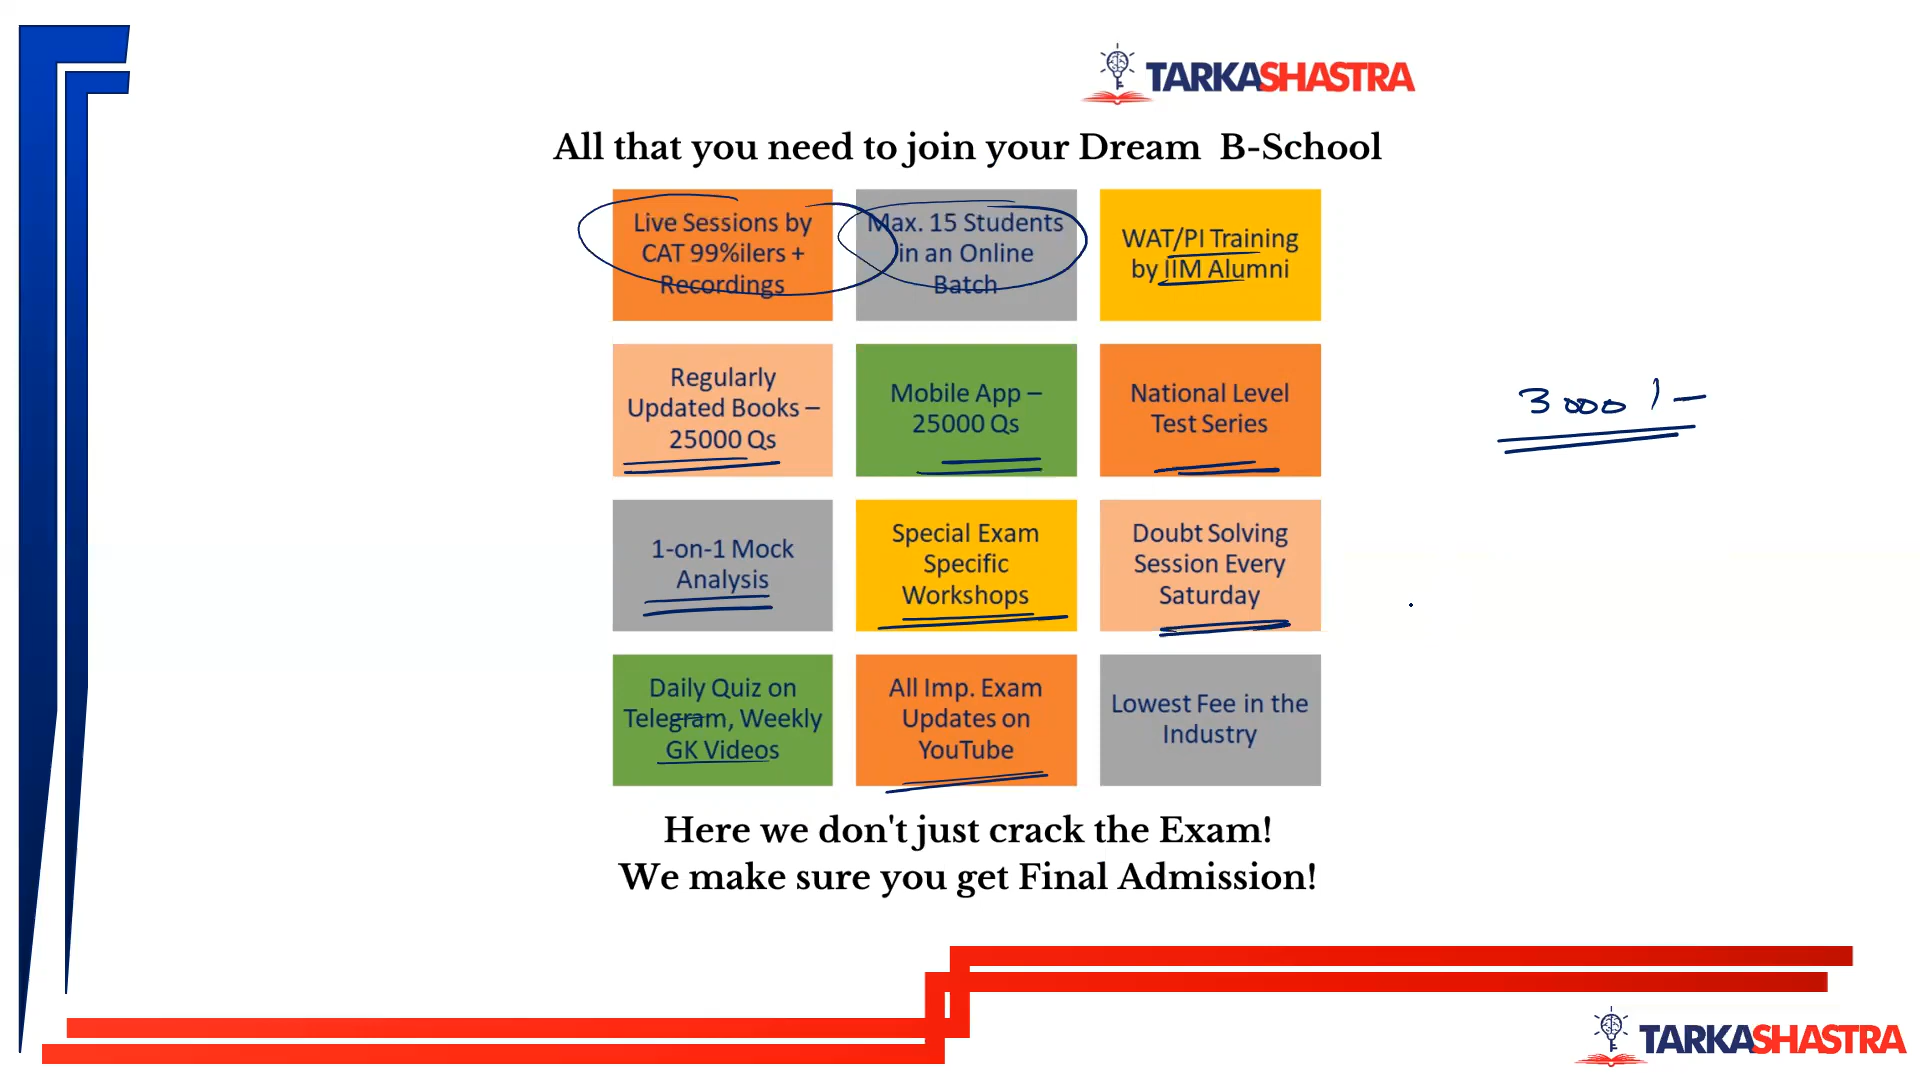 TARKASHASTRA
All that you need to join your Dream B-School
Live Sessions by
CAT 99%ilers +
Recordings
Max. 15 Students
in an Online
Batch
WAT/PI Training
by IIM Alumni
Regularly
Updated Books –
25000 Qs
Mobile App –
25000 Qs
National Level
Test Series
3000/-
1-on-1 Mock
Analysis
Special Exam
Specific
Workshops
Doubt Solving
Session Every
Saturday
Daily Quiz on
Telegram, Weekly
GK Videos
All Imp. Exam
Updates on
YouTube
Lowest Fee in the
Industry
Here we don't just crack the Exam!
We make sure you get Final Admission!
TARKASHASTRA